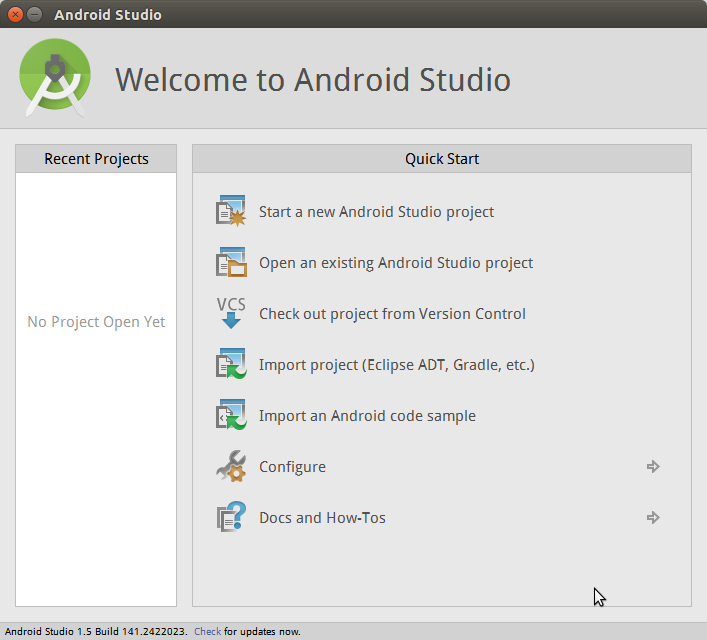 Android Studio
Welcome to Android Studio
Recent Projects
No Project Open Yet
Quick Start
Start a new Android Studio project
Open an existing Android Studio project
VCS
Check out project from Version Control
Import project (Eclipse ADT, Gradle, etc.)
Import an Android code sample
Configure
Docs and How-Tos
Android Studio 1.5 Build 141.2422023. Check for updates now.